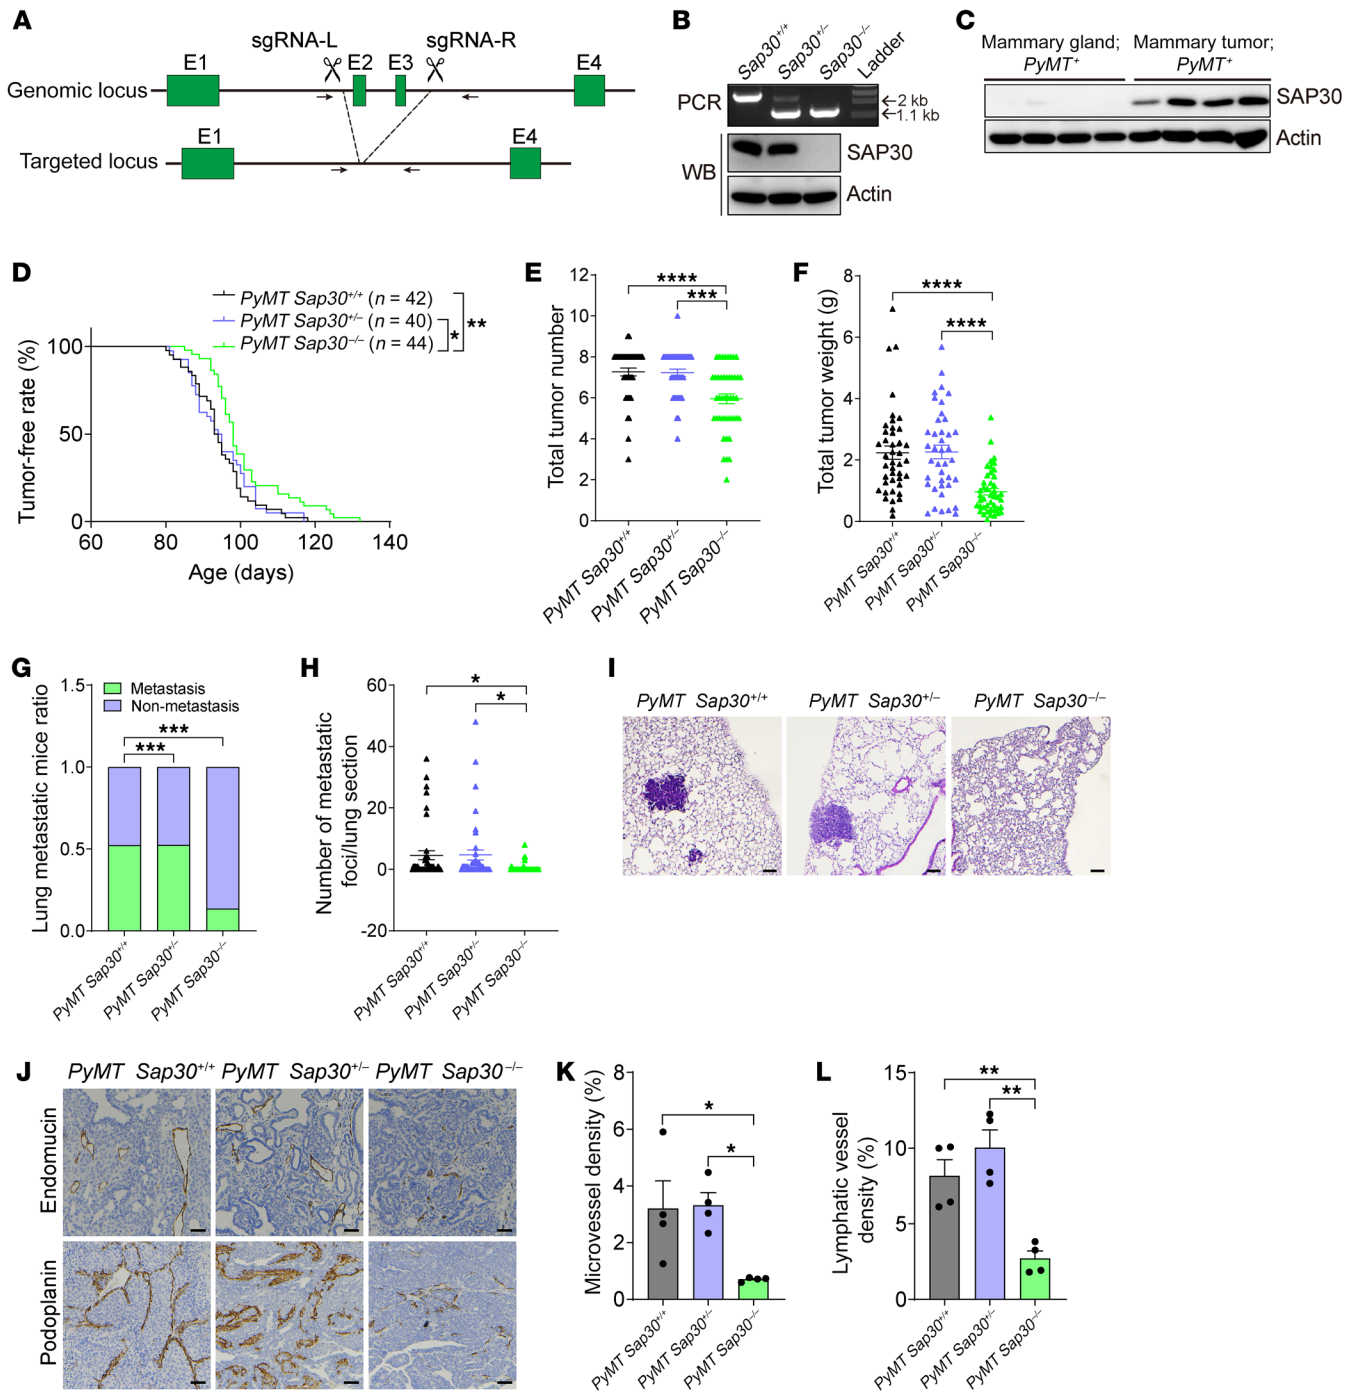 A
sgRNA-L
sgRNA-R
E1
E2
E3
E4
Genomic locus
E1
E4
Targeted locus
B
Sap30+/+
Sap30+/–
Sap30–/–
Ladder
PCR
←2 kb
←1.1 kb
WB
SAP30
Actin
C
Mammary gland; PyMT+
Mammary tumor; PyMT+
SAP30
Actin
D
PyMT Sap30+/+ (n = 42)
PyMT Sap30+/– (n = 40)
PyMT Sap30–/– (n = 44)
*
**
Tumor-free rate (%)
100
50
0
60
80
100
120
140
Age (days)
E
Total tumor number
12
10
8
6
4
2
0
****
***
PyMT Sap30+/+
PyMT Sap30+/–
PyMT Sap30–/–
F
Total tumor weight (g)
8
6
4
2
0
****
****
PyMT Sap30+/+
PyMT Sap30+/–
PyMT Sap30–/–
G
Lung metastatic mice ratio
1.5
1.0
0.5
0.0
Metastasis
Non-metastasis
***
***
PyMT Sap30+/+
PyMT Sap30+/–
PyMT Sap30–/–
H
Number of metastatic
foci/lung section
60
40
20
0
-20
*
*
PyMT Sap30+/+
PyMT Sap30+/–
PyMT Sap30–/–
I
PyMT Sap30+/+
PyMT Sap30+/–
PyMT Sap30–/–
J
PyMT Sap30+/+
PyMT Sap30+/–
PyMT Sap30–/–
Endomucin
Podoplanin
K
Microvessel density (%)
8
6
4
2
0
*
*
PyMT Sap30+/+
PyMT Sap30+/–
PyMT Sap30–/–
L
Lymphatic vessel
density (%)
15
10
5
0
**
**
PyMT Sap30+/+
PyMT Sap30+/–
PyMT Sap30–/–